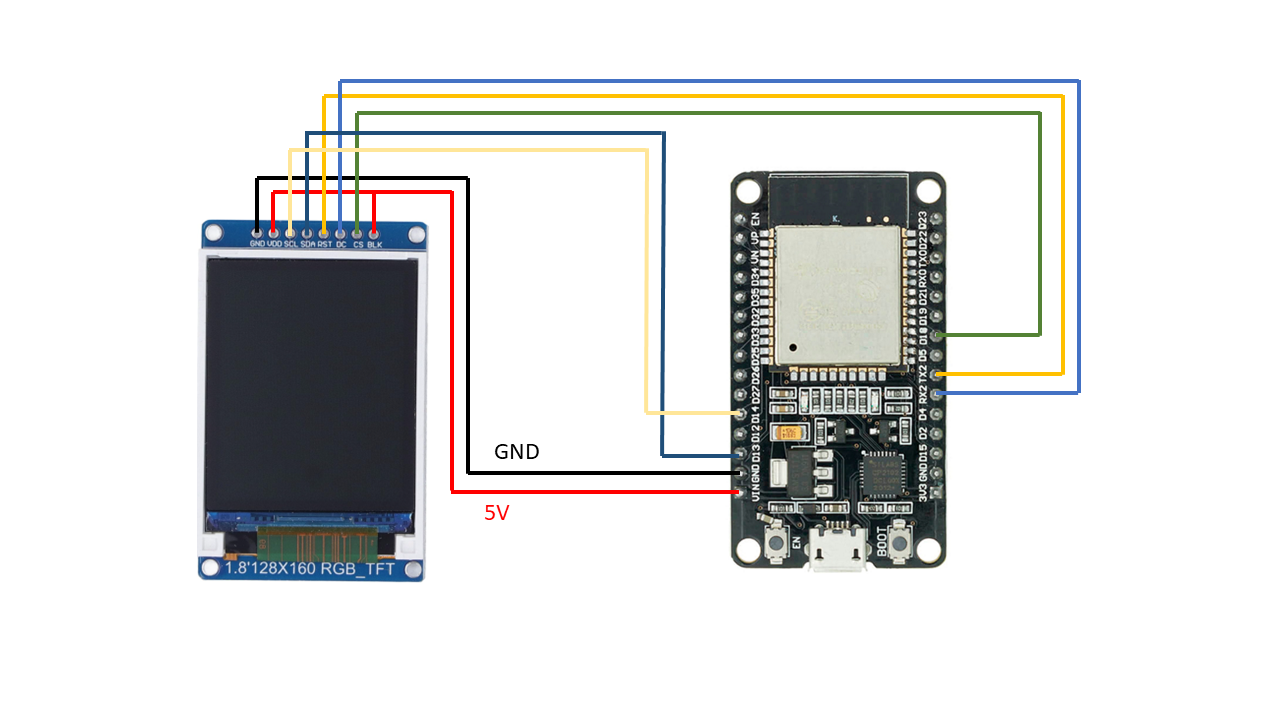 GND VDD SCL SDA RST DC CS BLK
1.8'128X160 RGB_TFT
GND
5V
EN
VP
VN
D34
D35
D32
D33
D25
D26
D27
D14
D12
D13
GND
VIN
D23
D22
TX0
RX0
D21
D19
D18
D5
TX2
RX2
D4
D2
D15
GND
3V3
EN
BOOT